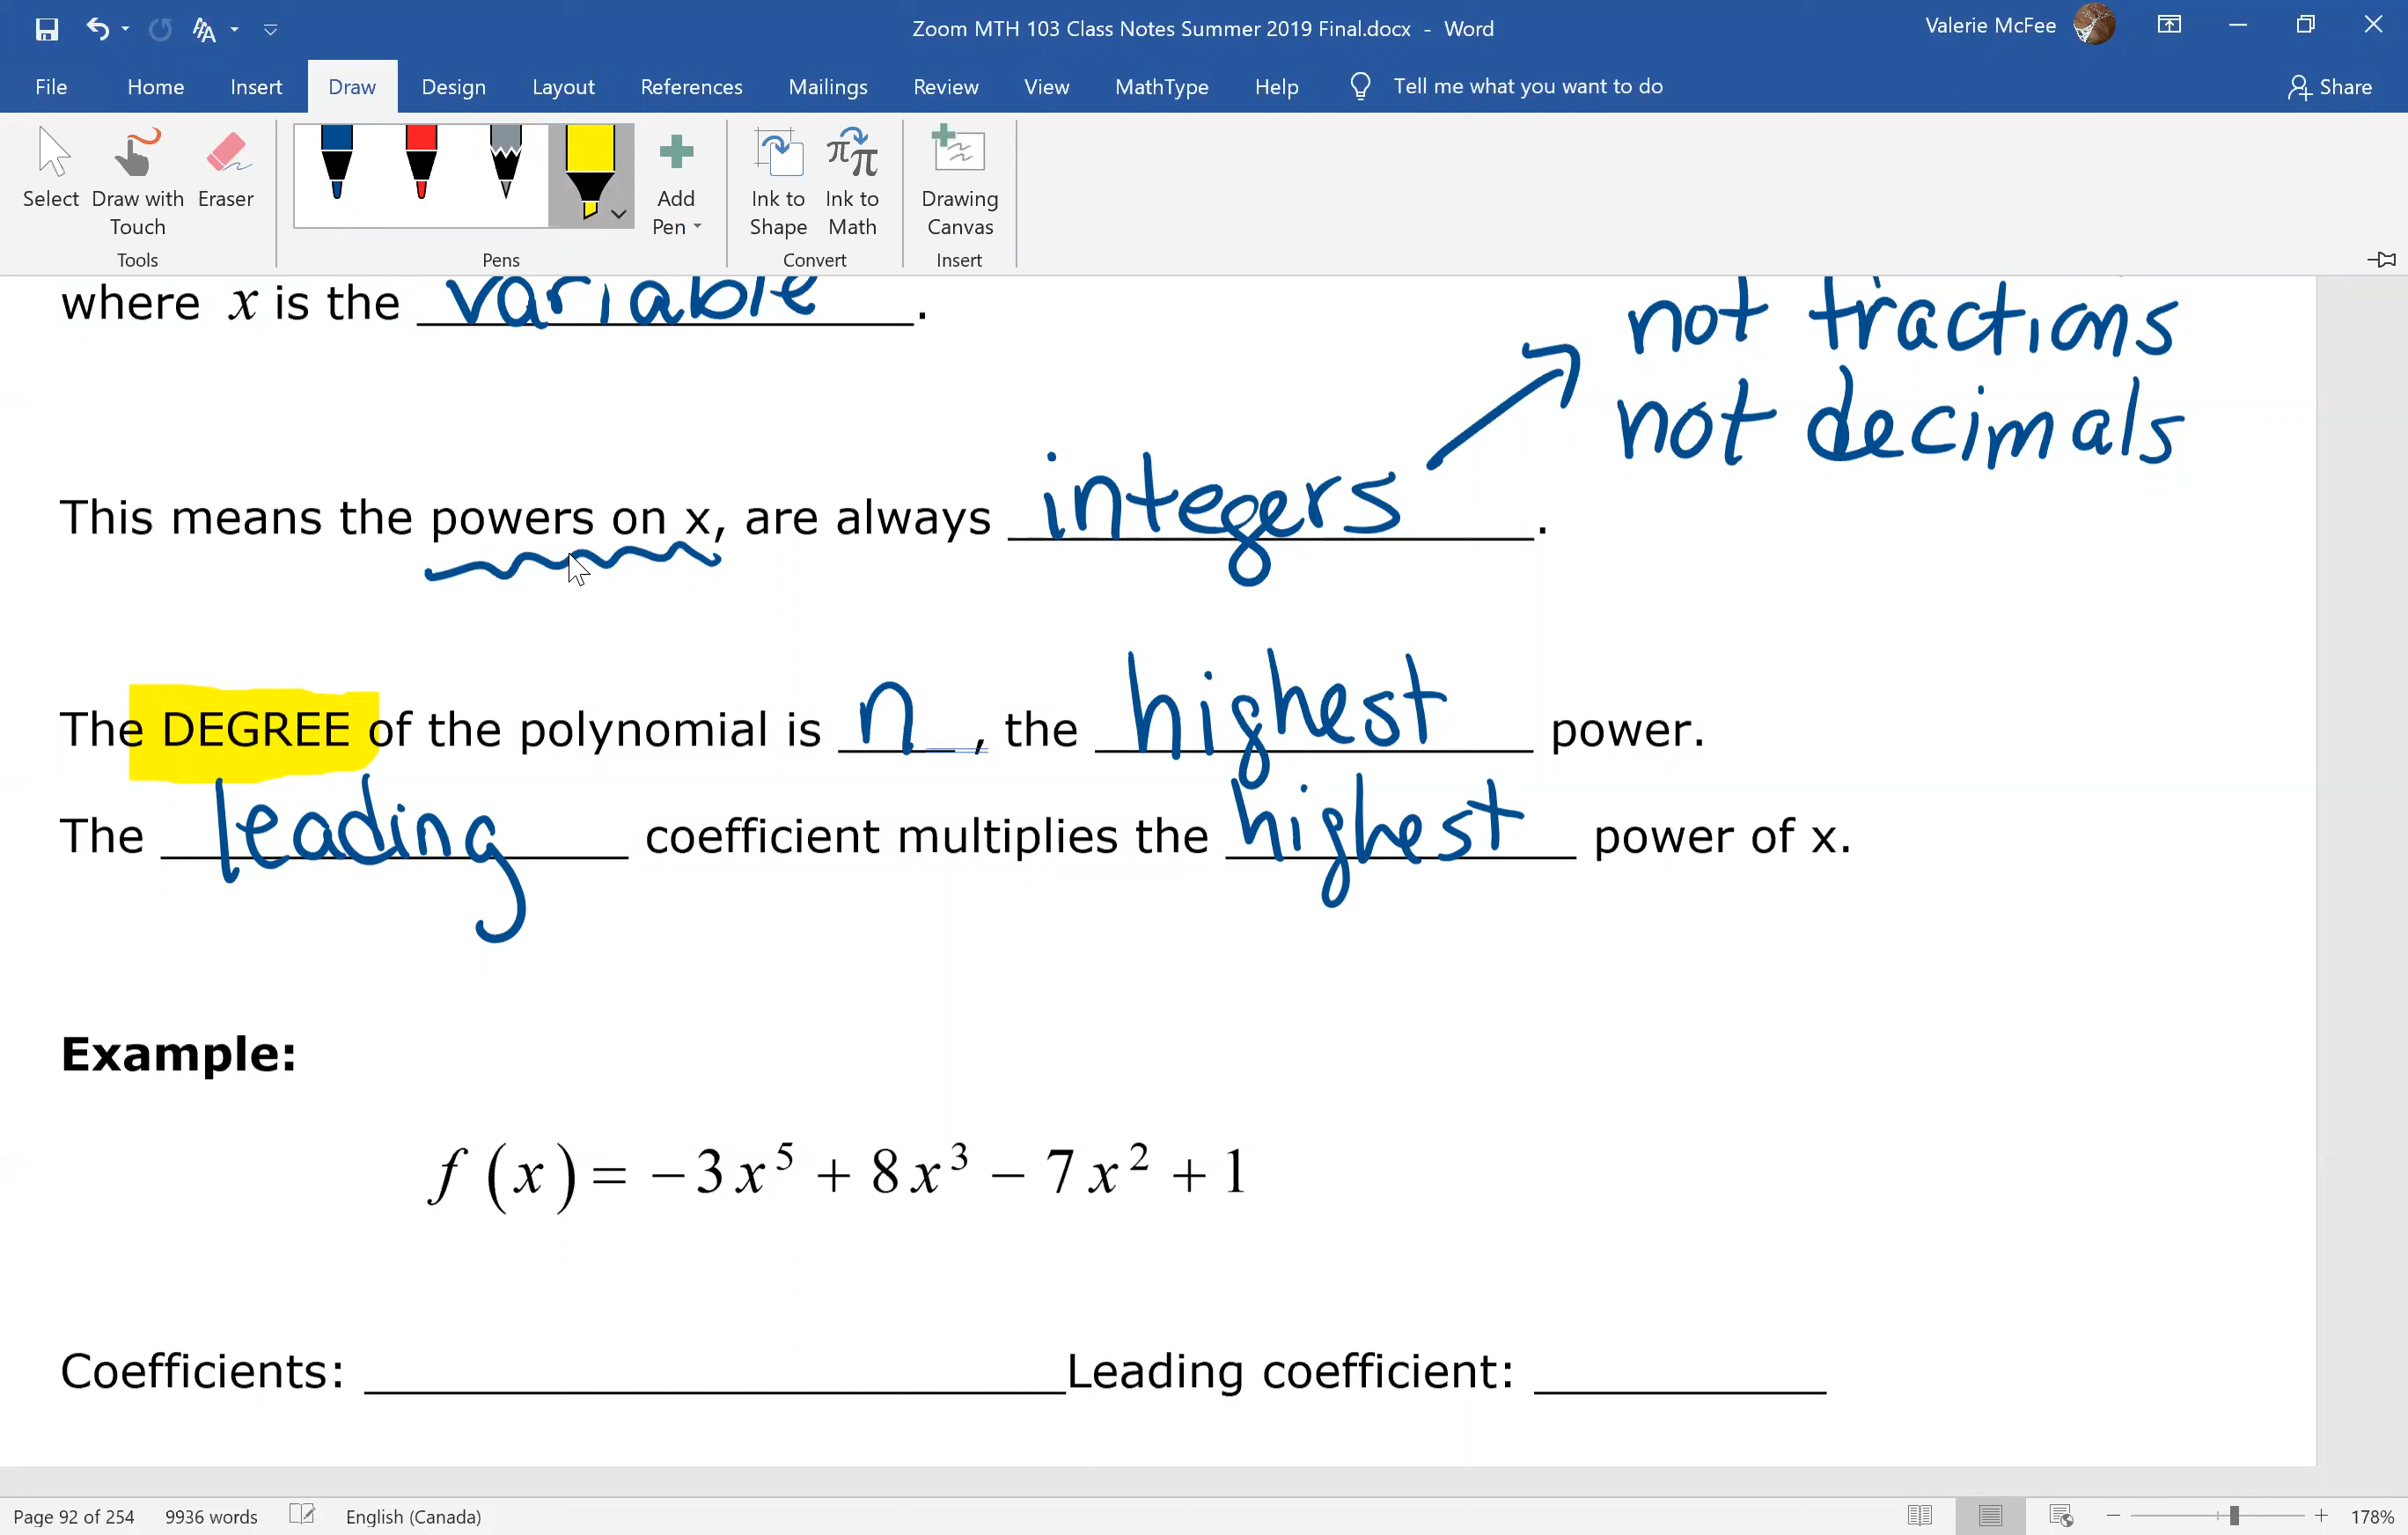 Zoom MTH 103 Class Notes Summer 2019 Final.docx - Word
Valerie McFee
File Home Insert Draw Design Layout References Mailings Review View MathType Help Tell me what you want to do Share
Select Draw with Touch Eraser
Add Pen
Ink to Shape Ink to Math
Drawing Canvas
Tools Pens Convert Insert
where x is the variable.
not fractions
not decimals
This means the powers on x, are always integers.
The DEGREE of the polynomial is n, the highest power.
The leading coefficient multiplies the highest power of x.
Example:
f(x) = −3x⁵ + 8x³ − 7x² + 1
Coefficients: ____________ Leading coefficient: ______
Page 92 of 254 9936 words English (Canada) 178%